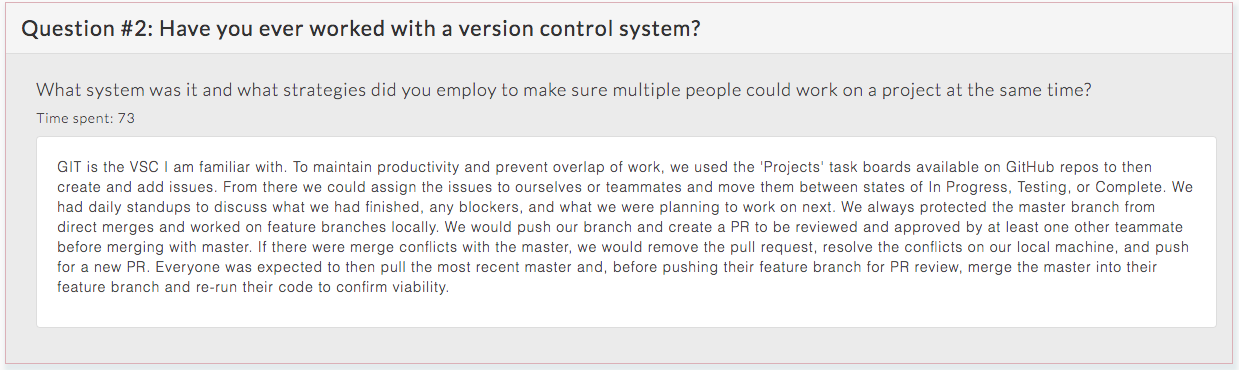 Question #2: Have you ever worked with a version control system?
What system was it and what strategies did you employ to make sure multiple people could work on a project at the same time?
Time spent: 73
GIT is the VSC I am familiar with. To maintain productivity and prevent overlap of work, we used the 'Projects' task boards available on GitHub repos to then
create and add issues. From there we could assign the issues to ourselves or teammates and move them between states of In Progress, Testing, or Complete. We
had daily standups to discuss what we had finished, any blockers, and what we were planning to work on next. We always protected the master branch from
direct merges and worked on feature branches locally. We would push our branch and create a PR to be reviewed and approved by at least one other teammate
before merging with master. If there were merge conflicts with the master, we would remove the pull request, resolve the conflicts on our local machine, and push
for a new PR. Everyone was expected to then pull the most recent master and, before pushing their feature branch for PR review, merge the master into their
feature branch and re-run their code to confirm viability.